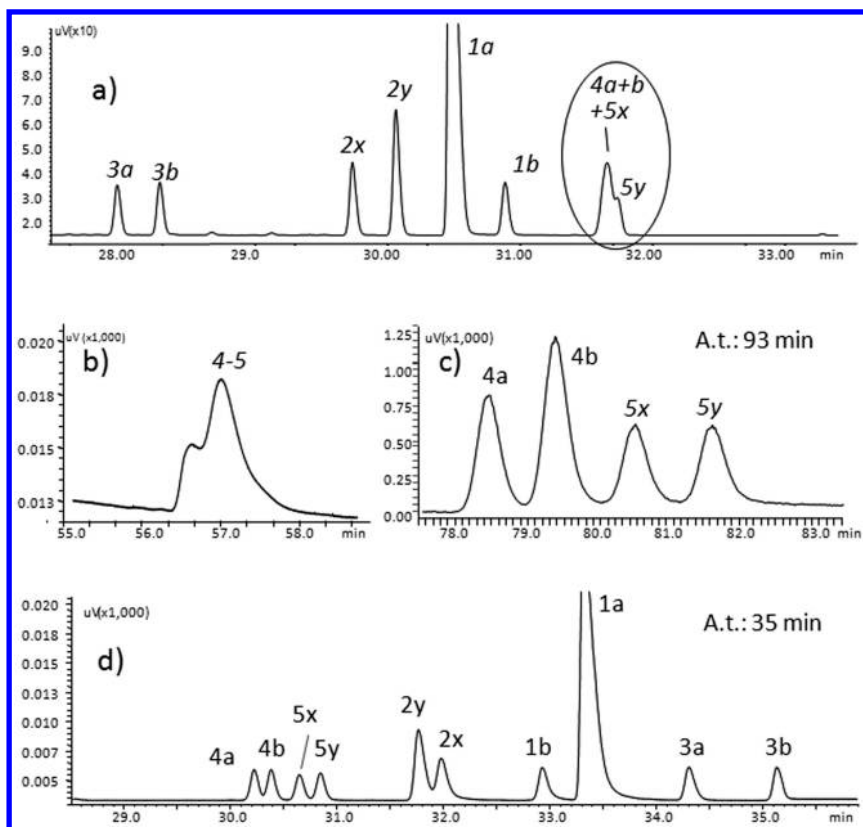 uV(x10)
9.0
8.0
7.0
6.0
5.0
4.0
3.0
2.0
a)
3a
3b
2x
2y
1a
1b
4a+b
+5x
5y
28.00
29.0
30.00
31.00
32.00
33.00
min
uV (x1,000)
0.020
0.018
0.015
0.013
b)
4-5
55.0
56.0
57.0
58.0
min
uV(x1,000)
1.25
1.00
0.75
0.50
0.25
0.00
c)
4a
4b
5x
5y
A.t.: 93 min
78.0
79.0
80.0
81.0
82.0
83.0
min
uV(x1,000)
0.020
0.018
0.015
0.013
0.010
0.007
0.005
d)
4a
4b
5x
5y
2y
2x
1b
1a
3a
3b
A.t.: 35 min
29.0
30.0
31.0
32.0
33.0
34.0
35.0
min